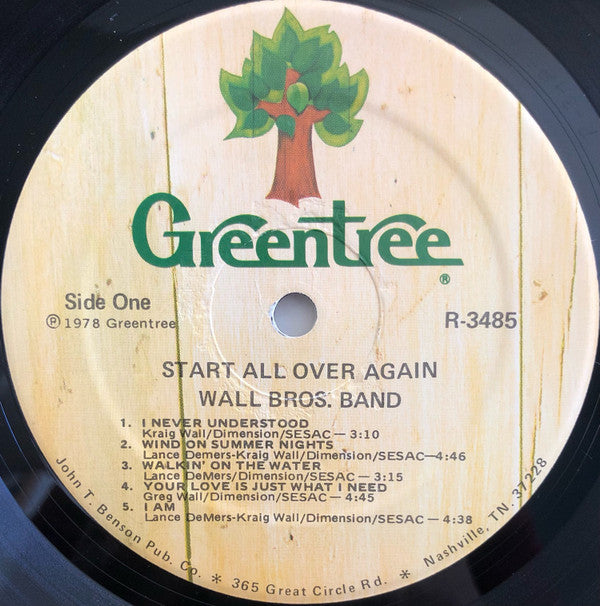 Greentree
®
Side One
℗ 1978 Greentree
R-3485
START ALL OVER AGAIN
WALL BROS. BAND
1. I NEVER UNDERSTOOD
Kraig Wall/Dimension/SESAC — 3:10
2. WIND ON SUMMER NIGHTS
Lance Demers-Kraig Wall/Dimension/SESAC—4:46
3. WALKIN' ON THE WATER
Lance DeMers/Dimension/SESAC — 3:15
4. YOUR LOVE IS JUST WHAT I NEED
Greg Wall/Dimension/SESAC — 4:45
5. I AM
Lance DeMers-Kraig Wall/Dimension/SESAC — 4:38
John T. Benson Pub. Co. * 365 Great Circle Rd. * Nashville, TN. 37228